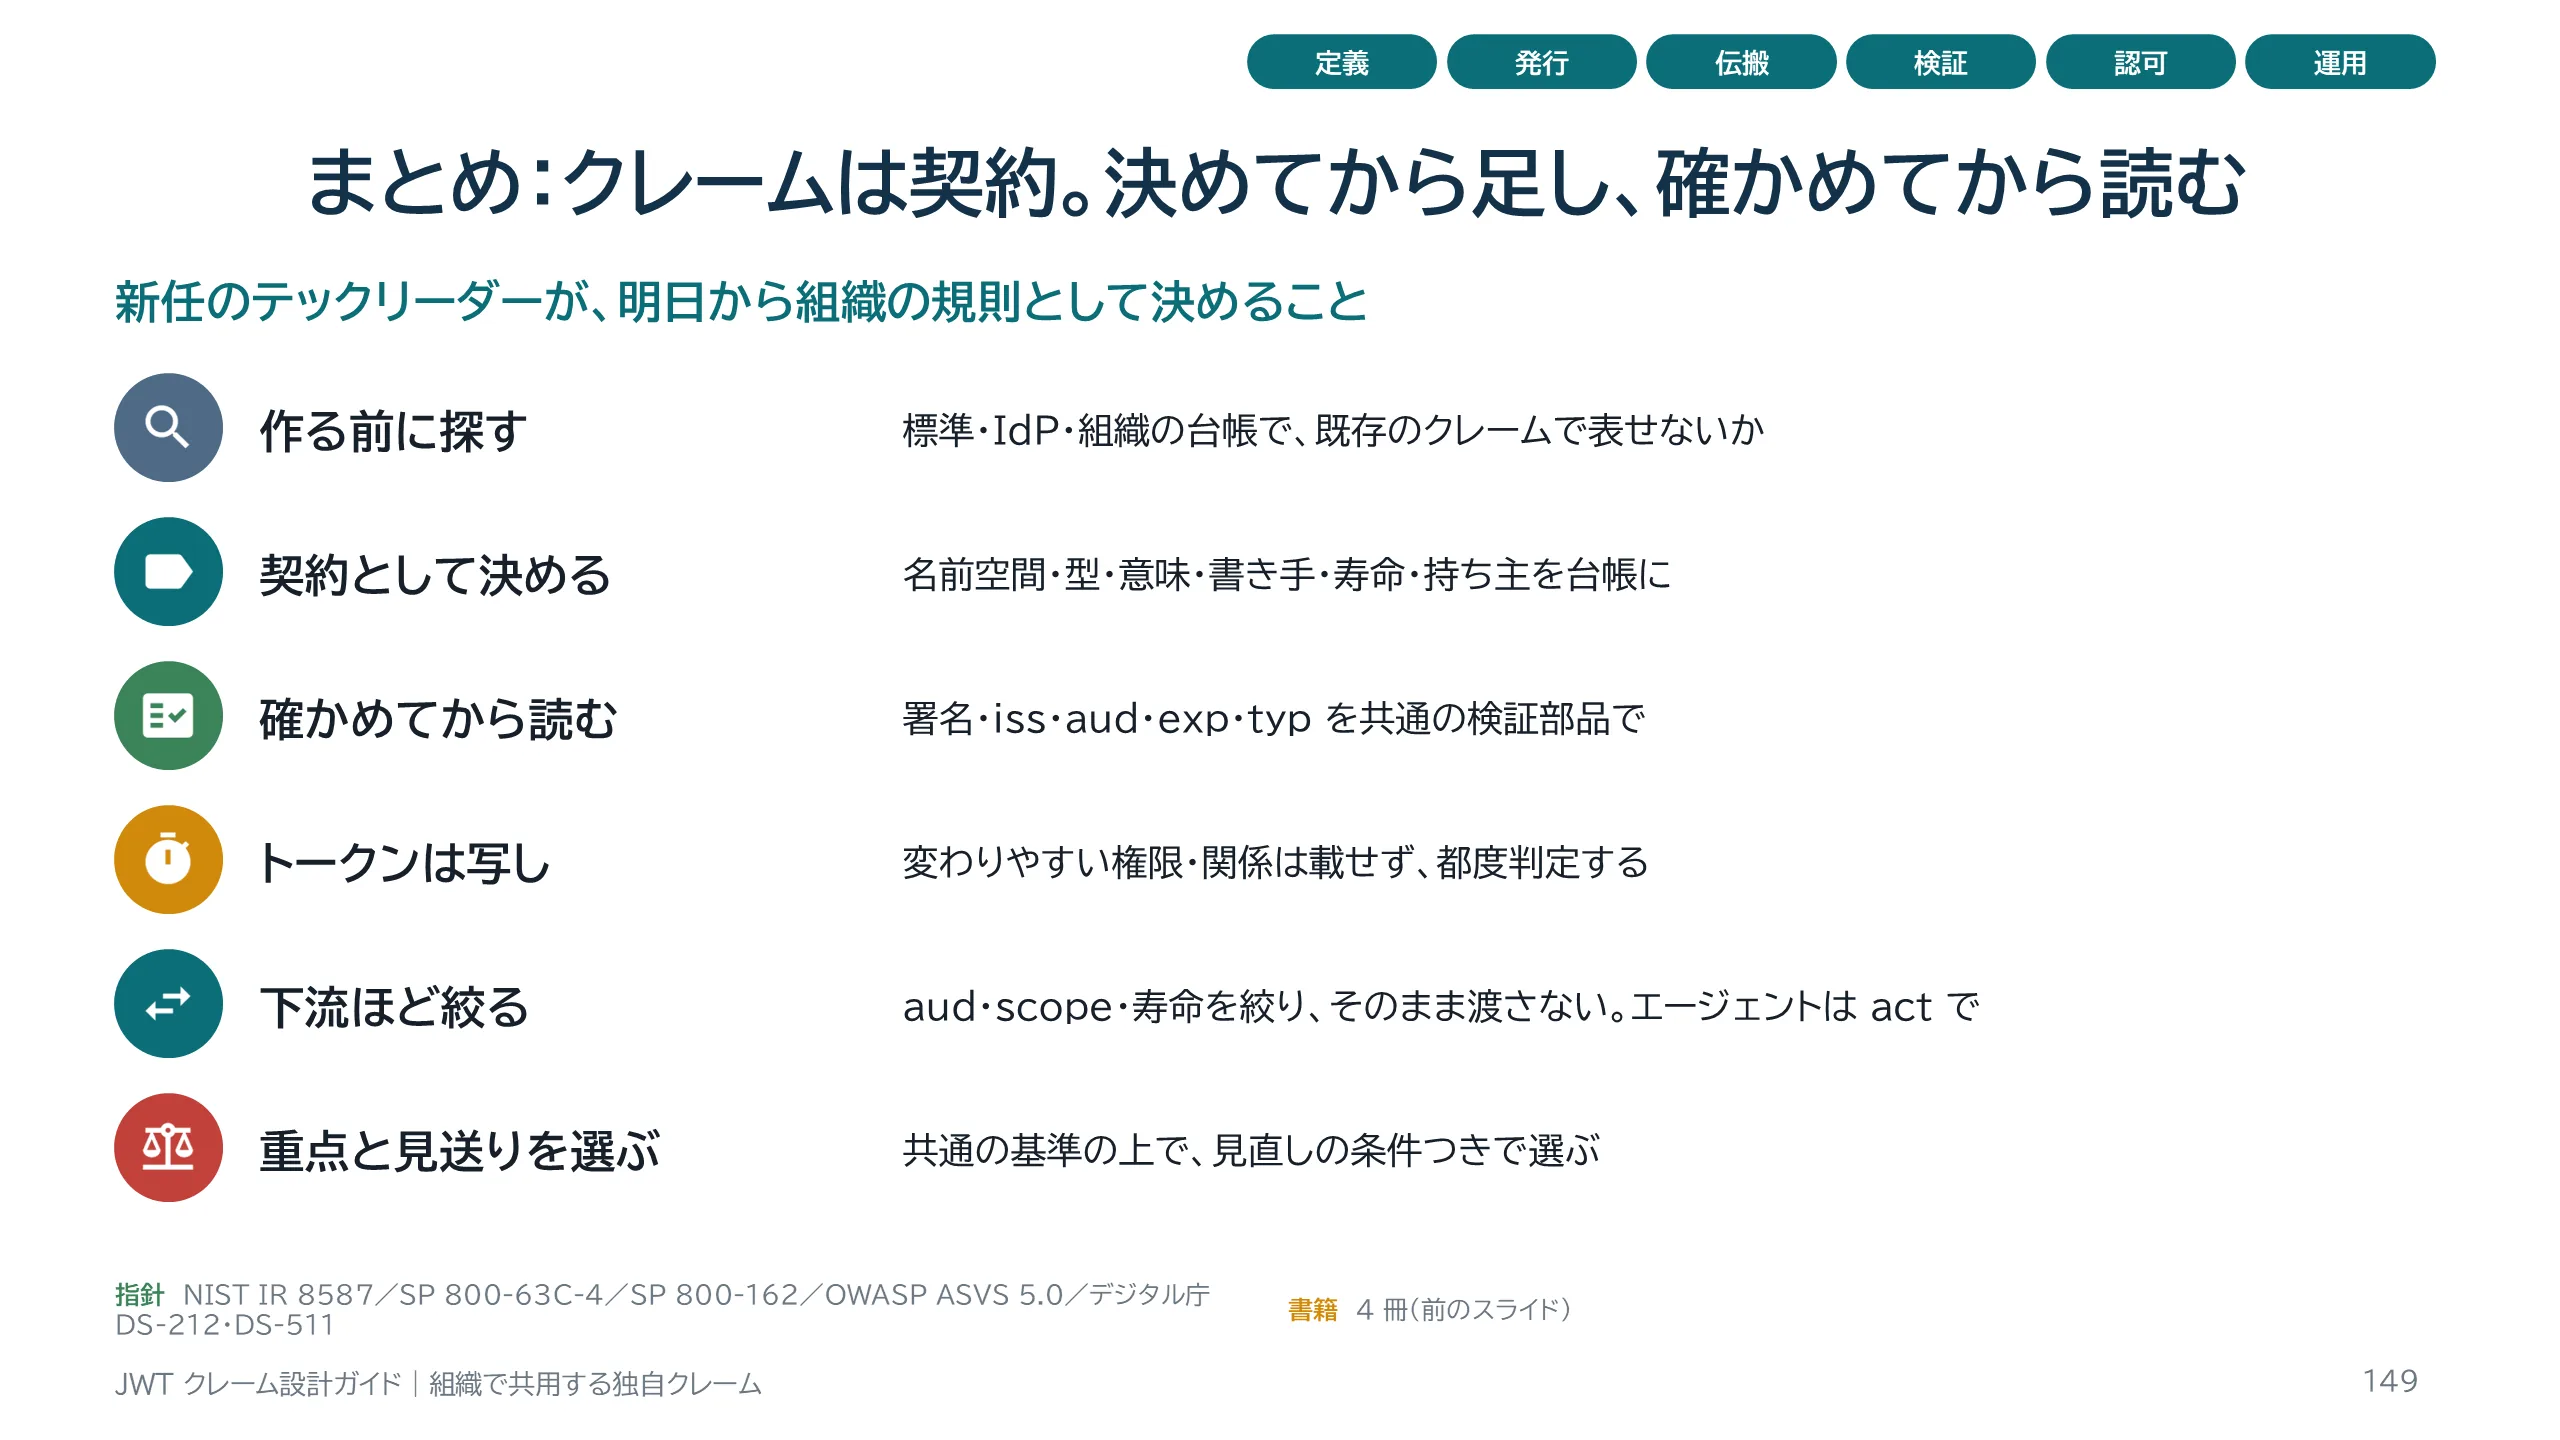 定義
発行
伝搬
検証
認可
運用
まとめ：クレームは契約。決めてから足し、確かめてから読む
新任のテックリーダーが、明日から組織の規則として決めること
作る前に探す
標準・IdP・組織の台帳で、既存のクレームで表せないか
契約として決める
名前空間・型・意味・書き手・寿命・持ち主を台帳に
確かめてから読む
署名・iss・aud・exp・typ を共通の検証部品で
トークンは写し
変わりやすい権限・関係は載せず、都度判定する
下流ほど絞る
aud・scope・寿命を絞り、そのまま渡さない。エージェントは act で
重点と見送りを選ぶ
共通の基準の上で、見直しの条件つきで選ぶ
指針 NIST IR 8587／SP 800-63C-4／SP 800-162／OWASP ASVS 5.0／デジタル庁
DS-212・DS-511
書籍 4 冊（前のスライド）
JWT クレーム設計ガイド｜組織で共用する独自クレーム
149